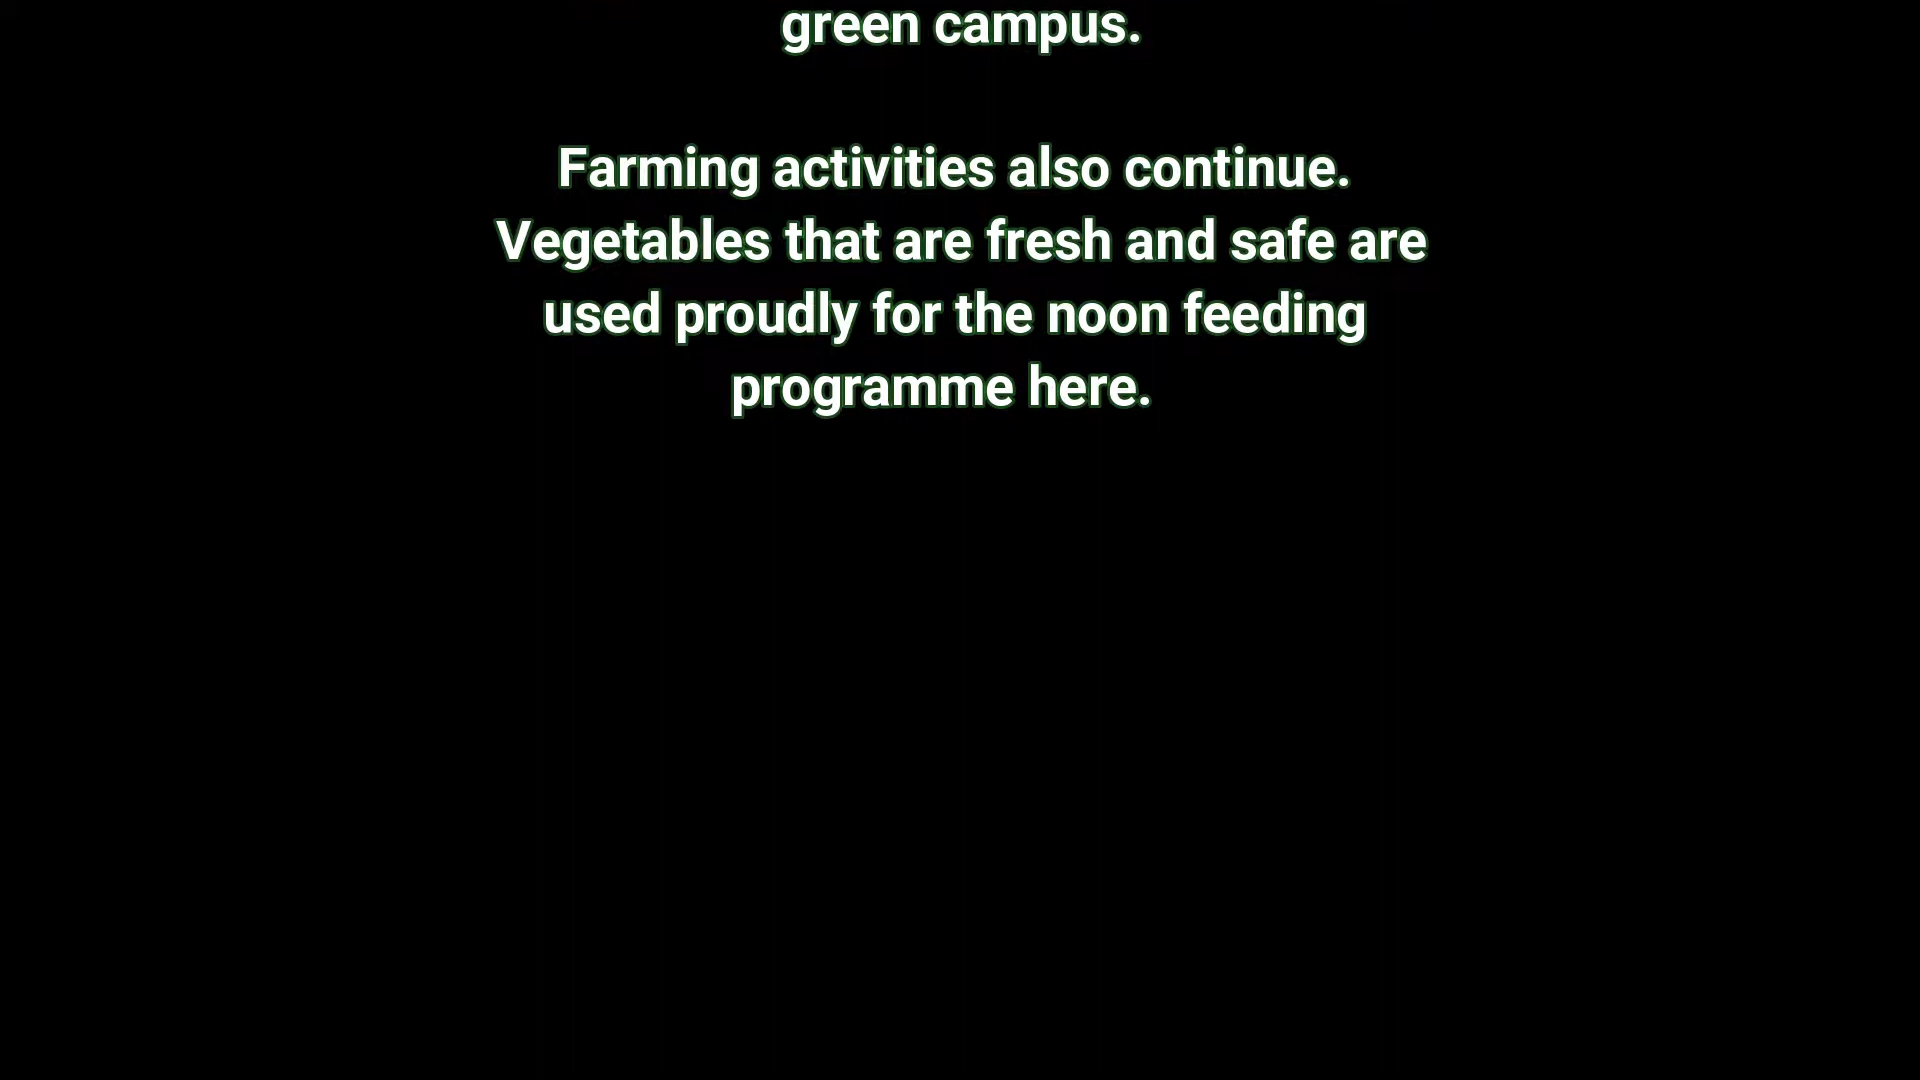 green campus.
Farming activities also continue.
Vegetables that are fresh and safe are
used proudly for the noon feeding
programme here.